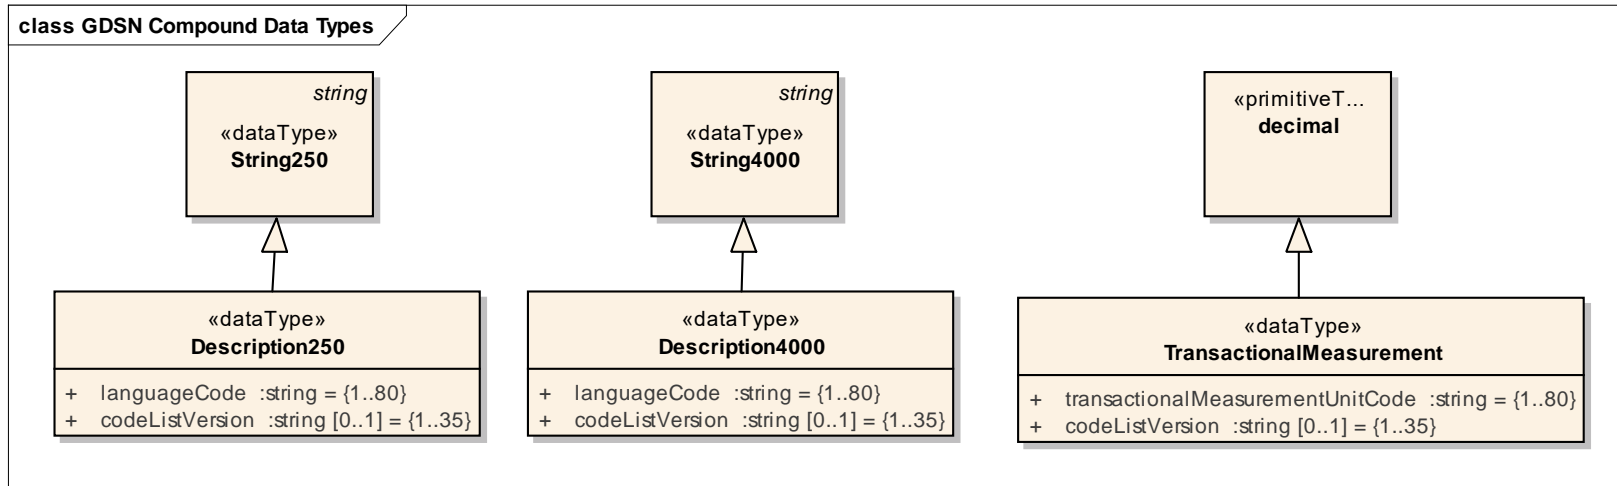 class GDSN Compound Data Types
string
«dataType»
String250
string
«dataType»
String4000
«primitiveT...
decimal
«dataType»
Description250
+ languageCode :string = {1..80}
+ codeListVersion :string [0..1] = {1..35}
«dataType»
Description4000
+ languageCode :string = {1..80}
+ codeListVersion :string [0..1] = {1..35}
«dataType»
TransactionalMeasurement
+ transactionalMeasurementUnitCode :string = {1..80}
+ codeListVersion :string [0..1] = {1..35}